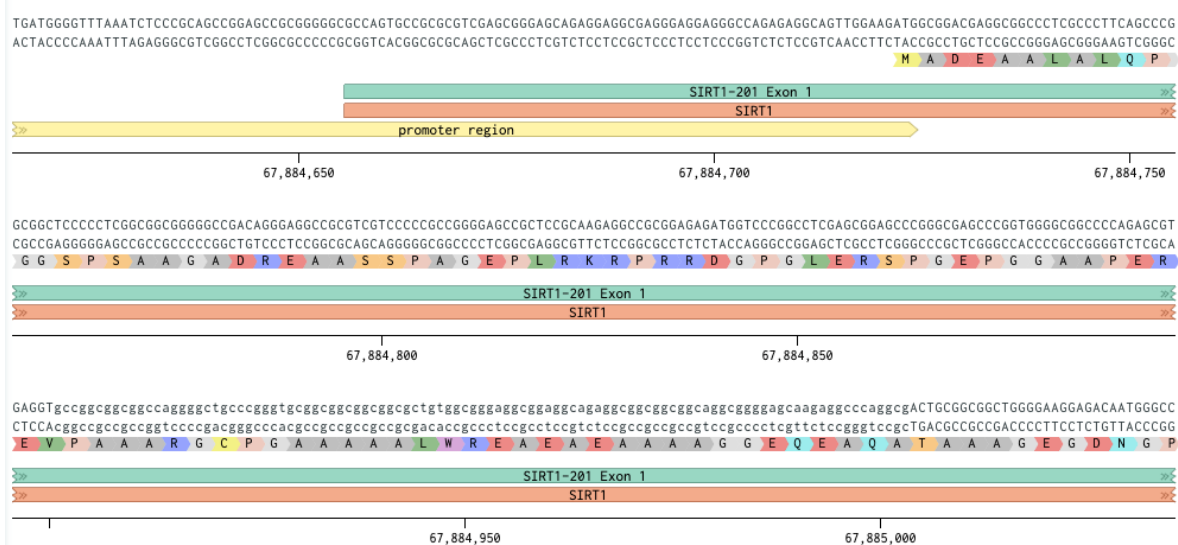 TGATGGGGTTTAAATCTCCCGCAGCCGGAGCCGCGGGGGCGCCAGTGCCGCGCGTCGAGCGGGAGCAGAGGAGGCGAGGGAGGAGGGCCAGAGAGGCAGTTGGAAGATGGCGGACGAGGCGGCCCTCGCCCTTCAGCCCG
ACTACCCCAAATTTAGAGGGCGTCGGCCTCGGCGCCCCCGCGGTCACGGCGCGCAGCTCGCCCTCGTCTCCTCCGCTCCCTCCTCCCGGTCTCTCCGTCAACCTTCTACCGCCTGCTCCGCCGGGAGCGGGAAGTCGGGC
M A D E A A L A L Q P
SIRT1-201 Exon 1
SIRT1
promoter region
67,884,650 67,884,700 67,884,750
GCGGCTCCCCCTCGGCGGCGGGGGCCGACAGGGAGGCCGCGTCGTCCCCCGCCGGGGAGCCGCTCCGCAAGAGGCCGCGGAGAGATGGTCCCGGCCTCGAGCGGAGCCCGGGCGAGCCCGGTGGGGCGGCCCCAGAGCGT
CGCCGAGGGGGAGCCGCCGCCCCCGGCTGTCCCTCCGGCGCAGCAGGGGGCGGCCCCTCGGCGAGGCGTTCTCCGGCGCCTCTCTACCAGGGCCGGAGCTCGCCTCGGGCCCGCTCGGGCCACCCCGCCGGGGTCTCGCA
G G S P S A A G A D R E A A S S P A G E P L R K R P R R D G P G L E R S P G E P G G A A P E R
SIRT1-201 Exon 1
SIRT1
67,884,800 67,884,850
GAGGTgccggcggcggccaggggctgcccgggtgcggcggcggcggcgctgtggcgggaggcggaggcagaggcggcggcggcaggcggggagcaagaggcccaggcgACTGCGGCGGCTGGGGAAGGAGACAATGGGCC
CTCCAcggccgccgccggtccccgacgggcccacgccgccgccgccgcgacaccgccctccgcctccgtctccgccgccgccgtccgcccctcgttctccgggtccgcTGACGCCGCCGACCCCTTCCTCTGTTACCCGG
E V P A A A R G C P G A A A A A L W R E A E A E A A A A G G E Q E A Q A T A A A G E G D N G P
SIRT1-201 Exon 1
SIRT1
67,884,950 67,885,000